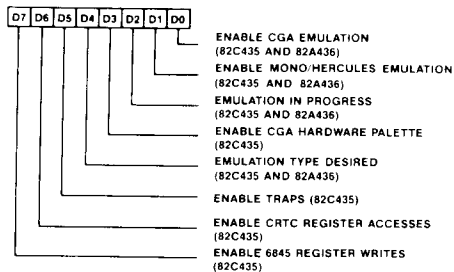 D7 D6 D5 D4 D3 D2 D1 D0
ENABLE CGA EMULATION
(82C435 AND 82A436)
ENABLE MONO/HERCULES EMULATION
(82C435 AND 82A436)
EMULATION IN PROGRESS
(82C435 AND 82A436)
ENABLE CGA HARDWARE PALETTE
(82C435)
EMULATION TYPE DESIRED
(82C435 AND 82A436)
ENABLE TRAPS (82C435)
ENABLE CRTC REGISTER ACCESSES
(82C435)
ENABLE 6845 REGISTER WRITES
(82C435)